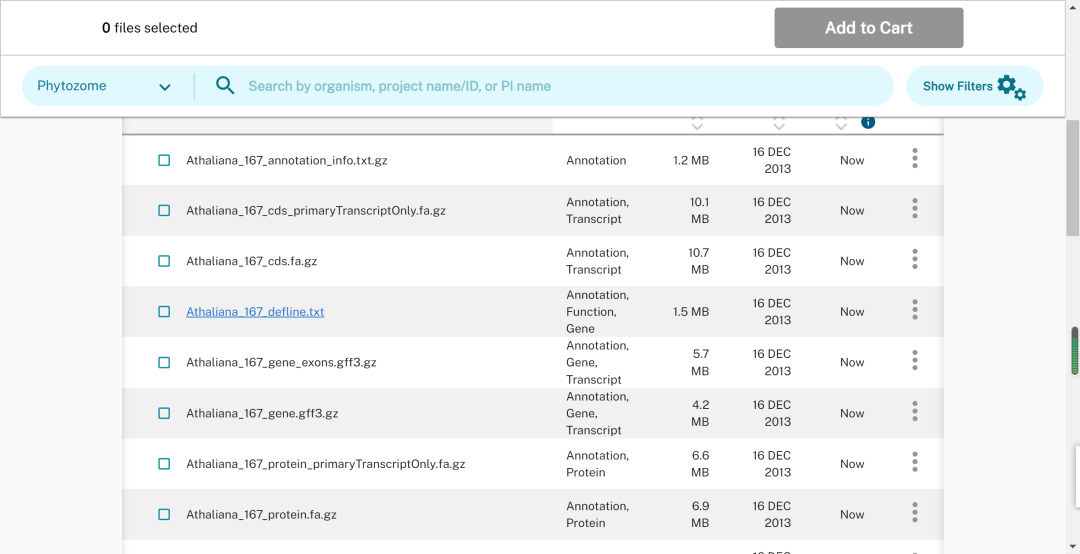 0 files selected
Add to Cart
Phytozome
Search by organism, project name/ID, or PI name
Show Filters
Athaliana_167_annotation_info.txt.gz Annotation 1.2 MB 16 DEC 2013 Now
Athaliana_167_cds_primaryTranscriptOnly.fa.gz Annotation, Transcript 10.1 MB 16 DEC 2013 Now
Athaliana_167_cds.fa.gz Annotation, Transcript 10.7 MB 16 DEC 2013 Now
Athaliana_167_defline.txt Annotation, Function, Gene 1.5 MB 16 DEC 2013 Now
Athaliana_167_gene_exons.gff3.gz Annotation, Gene, Transcript 5.7 MB 16 DEC 2013 Now
Athaliana_167_gene.gff3.gz Annotation, Gene, Transcript 4.2 MB 16 DEC 2013 Now
Athaliana_167_protein_primaryTranscriptOnly.fa.gz Annotation, Protein 6.6 MB 16 DEC 2013 Now
Athaliana_167_protein.fa.gz Annotation, Protein 6.9 MB 16 DEC 2013 Now